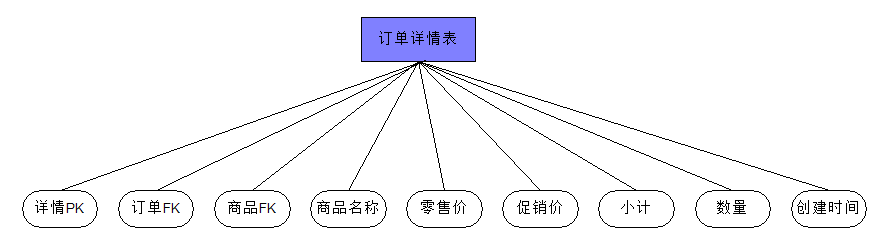 订单详情表
详情PK
订单FK
商品FK
商品名称
零售价
促销价
小计
数量
创建时间